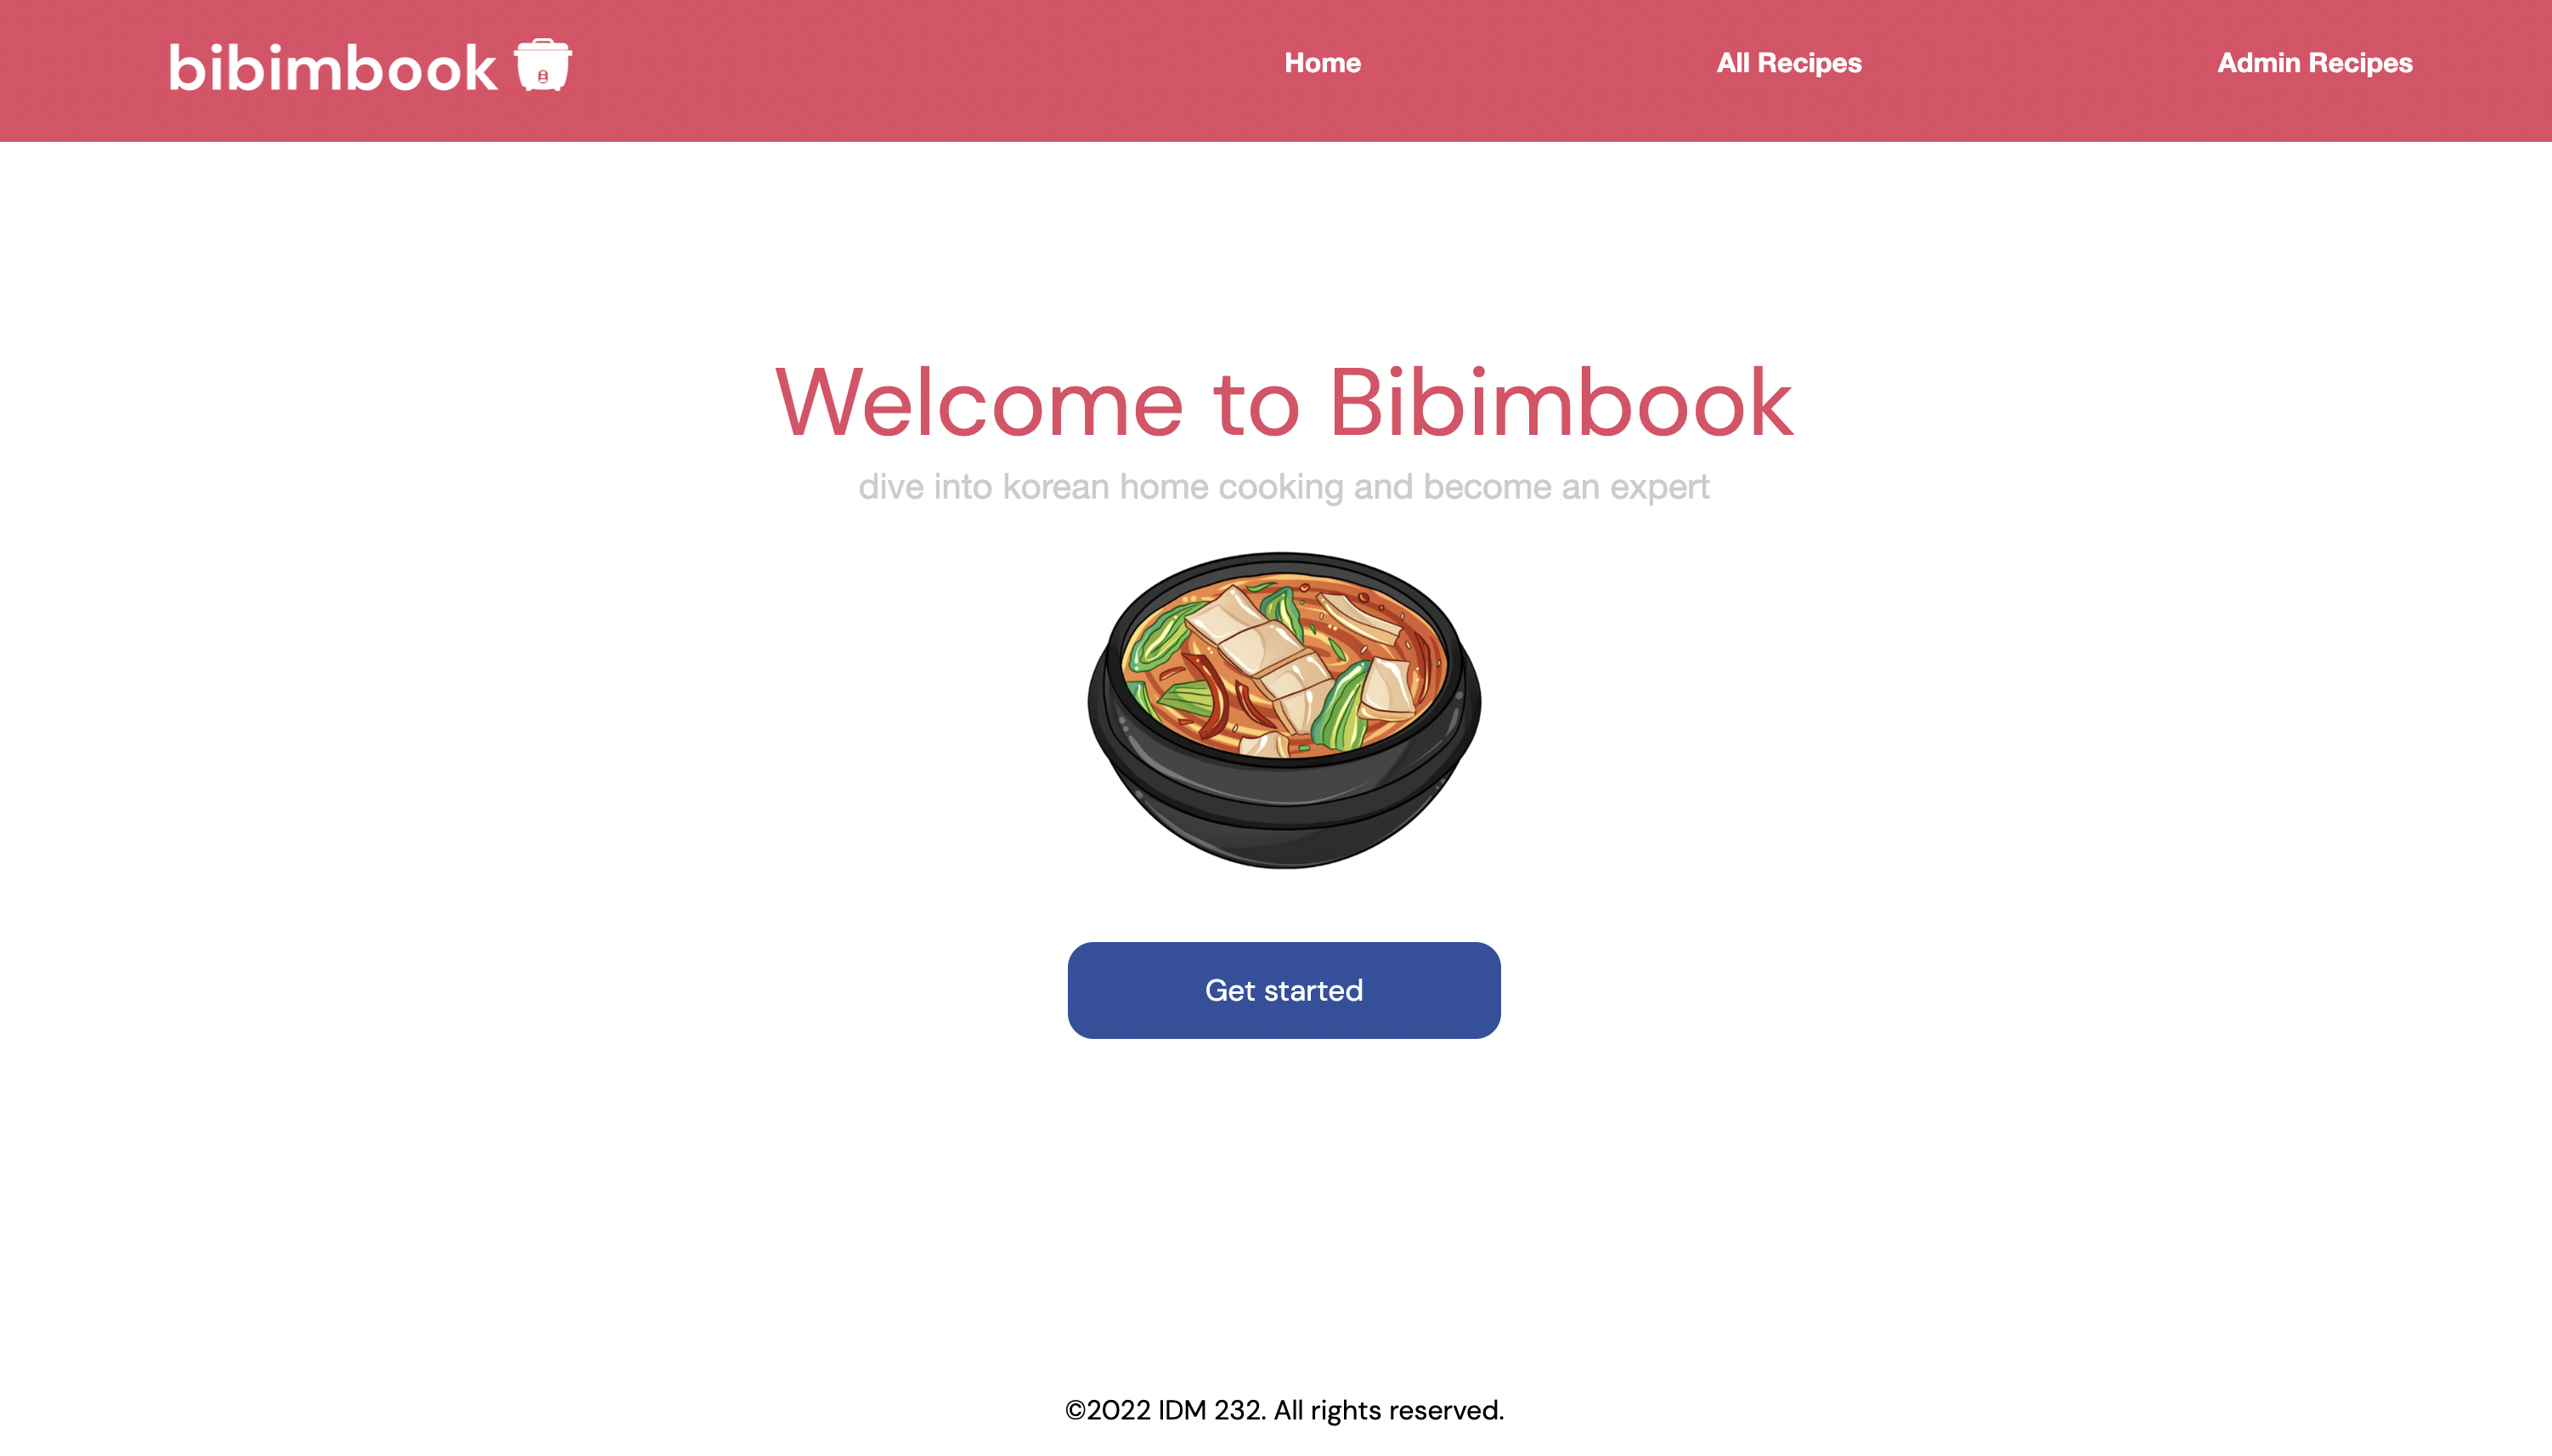 bibimbook
Home
All Recipes
Admin Recipes
Welcome to Bibimbook
dive into korean home cooking and become an expert
Get started
©2022 IDM 232. All rights reserved.